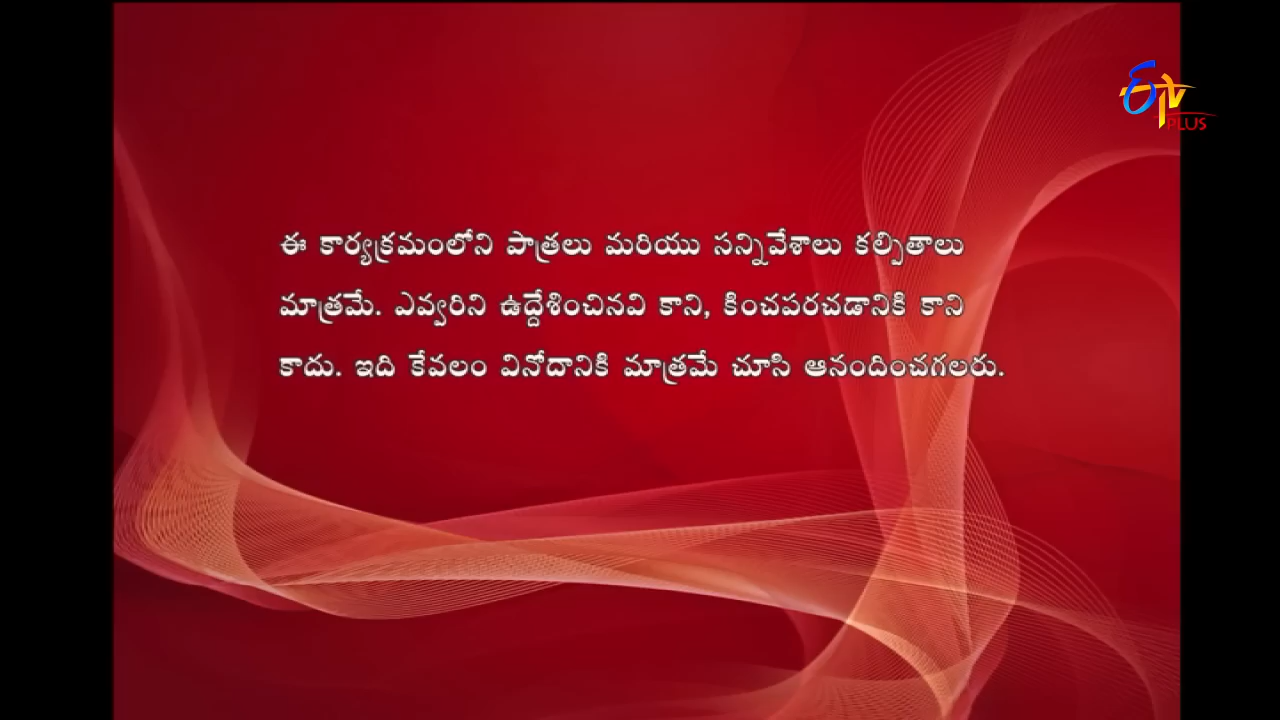 ETV
PLUS
ఈ కార్యక్రమంలోని పాత్రలు మరియు సన్నివేశాలు కల్పితాలు
మాత్రమే. ఎవ్వరిని ఉద్దేశించినవి కాని, కించపరచడానికి కాని
కాదు. ఇది కేవలం వినోదానికి మాత్రమే చూసి ఆనందించగలరు.